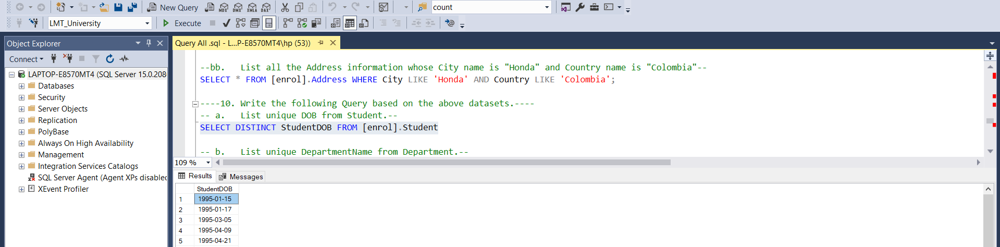 New Query
MDX DMX XMLA DAX
count
LMT_University
Execute
Object Explorer
Connect
LAPTOP-E8570MT4 (SQL Server 15.0.208
Databases
Security
Server Objects
Replication
PolyBase
Always On High Availability
Management
Integration Services Catalogs
SQL Server Agent (Agent XPs disabled
XEvent Profiler
Query All .sql - L...P-E8570MT4\hp (53))
--bb. List all the Address information whose City name is "Honda" and Country name is "Colombia"--
SELECT * FROM [enrol].Address WHERE City LIKE 'Honda' AND Country LIKE 'Colombia';
----10. Write the following Query based on the above datasets.----
-- a. List unique DOB from Student.--
SELECT DISTINCT StudentDOB FROM [enrol].Student
-- b. List unique DepartmentName from Department.--
109 %
Results
Messages
StudentDOB
1 1995-01-15
2 1995-01-17
3 1995-03-05
4 1995-04-09
5 1995-04-21